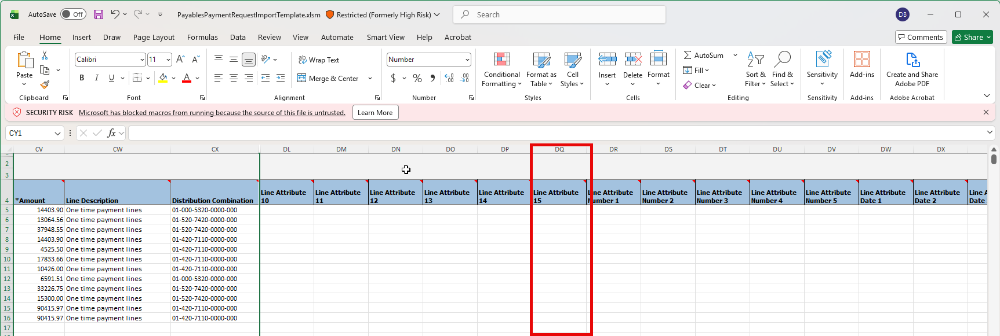 AutoSave Off PayablesPaymentRequestImportTemplate.xlsm Restricted (Formerly High Risk) Search DB
File Home Insert Draw Page Layout Formulas Data Review View Automate Smart View Help Acrobat Comments Share
Paste
Clipboard
Calibri 11
B I U A
Font
Wrap Text
Merge & Center
Alignment
Number
$ % 9 .00 .00
Number
Conditional Formatting
Format as Table
Cell Styles
Styles
Insert Delete Format
Cells
AutoSum
Fill
Clear
Sort & Filter
Find & Select
Editing
Sensitivity
Sensitivity
Add-ins
Add-ins
Create and Share Adobe PDF
Adobe Acrobat
SECURITY RISK Microsoft has blocked macros from running because the source of this file is untrusted. Learn More
CY1 fx
CV CW CX DL DM DN DO DP DQ DR DS DT DU DV DW DX
2
3
4 *Amount Line Description Distribution Combination Line Attribute 10 Line Attribute 11 Line Attribute 12 Line Attribute 13 Line Attribute 14 Line Attribute 15 Line Attribute Number 1 Line Attribute Number 2 Line Attribute Number 3 Line Attribute Number 4 Line Attribute Number 5 Line Attribute Date 1 Line Attribute Date 2 Line A Date
5 14403.90 One time payment lines 01-000-5320-0000-000
6 13064.56 One time payment lines 01-520-7420-0000-000
7 37948.55 One time payment lines 01-520-7420-0000-000
8 14403.90 One time payment lines 01-420-7110-0000-000
9 4525.50 One time payment lines 01-420-7110-0000-000
10 17833.66 One time payment lines 01-420-7110-0000-000
11 10426.00 One time payment lines 01-420-7110-0000-000
12 6591.51 One time payment lines 01-000-5320-0000-000
13 33226.75 One time payment lines 01-520-7420-0000-000
14 15300.00 One time payment lines 01-520-7420-0000-000
15 90415.97 One time payment lines 01-420-7110-0000-000
16 90415.97 One time payment lines 01-420-7110-0000-000
17